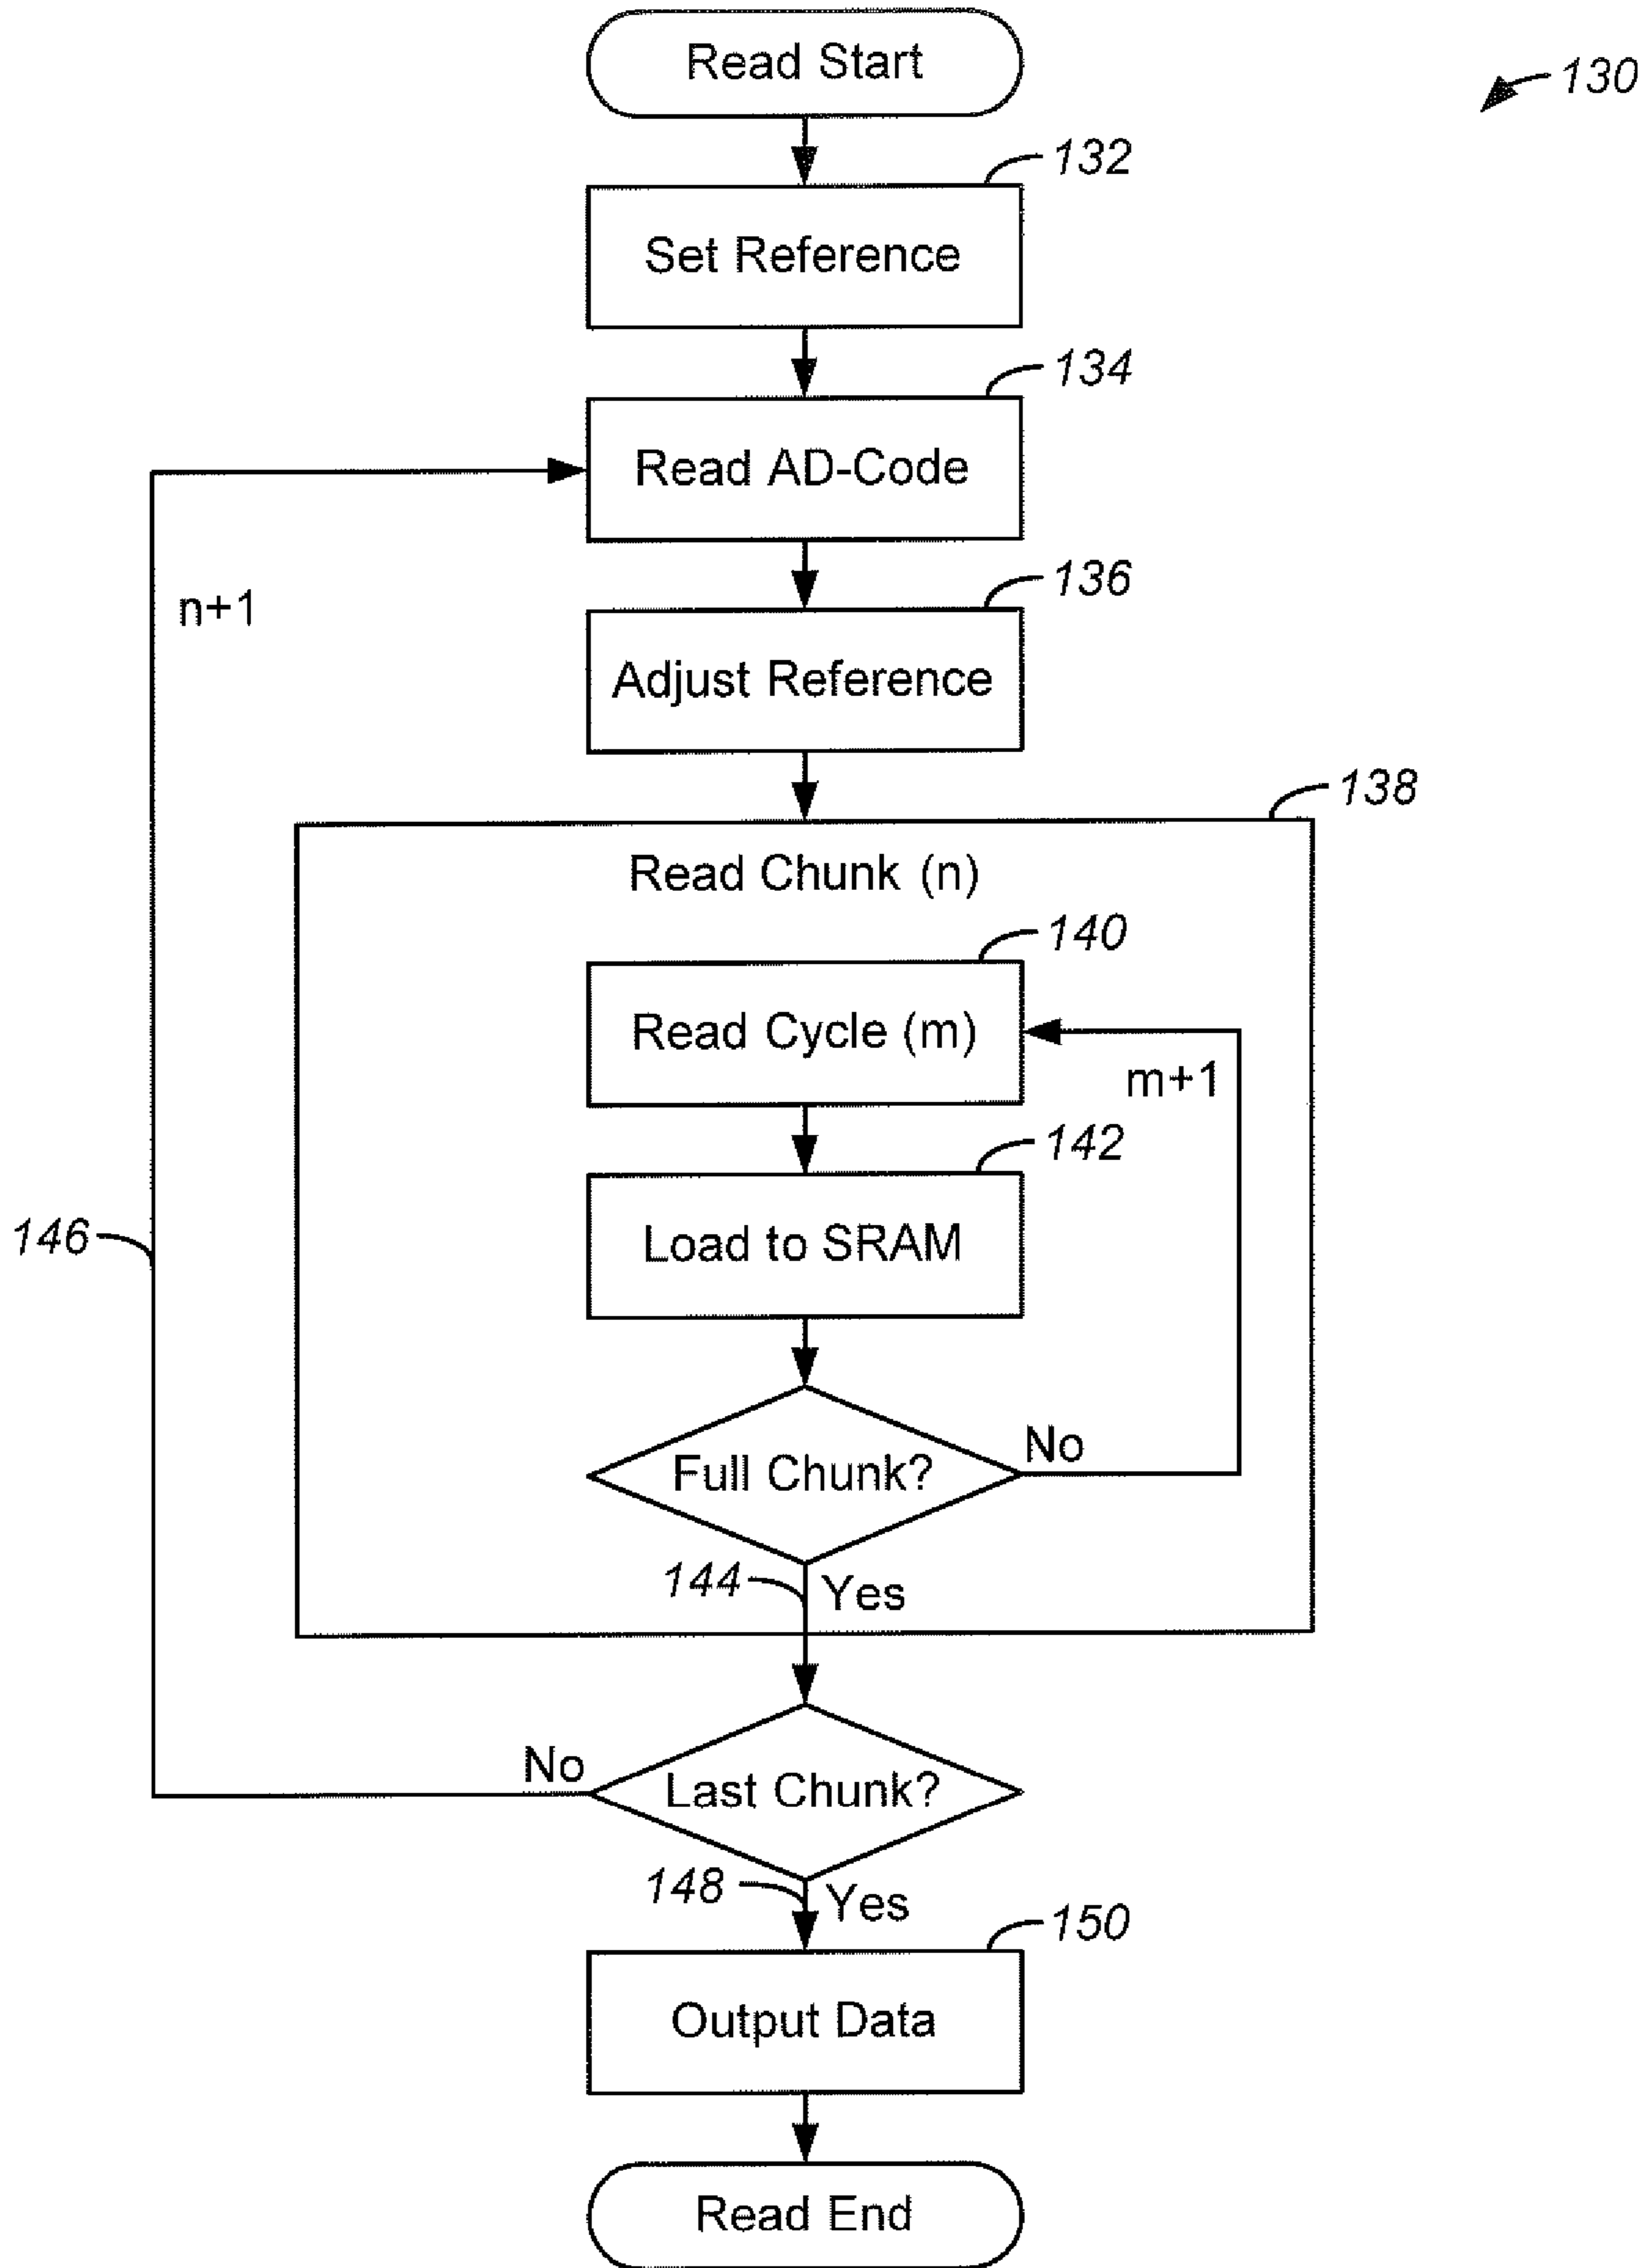 Read Start
130
132
Set Reference
134
Read AD-Code
n+1
136
Adjust Reference
138
Read Chunk (n)
140
Read Cycle (m)
m+1
142
Load to SRAM
146
Full Chunk?
No
144
Yes
No
Last Chunk?
148
Yes
150
Output Data
Read End